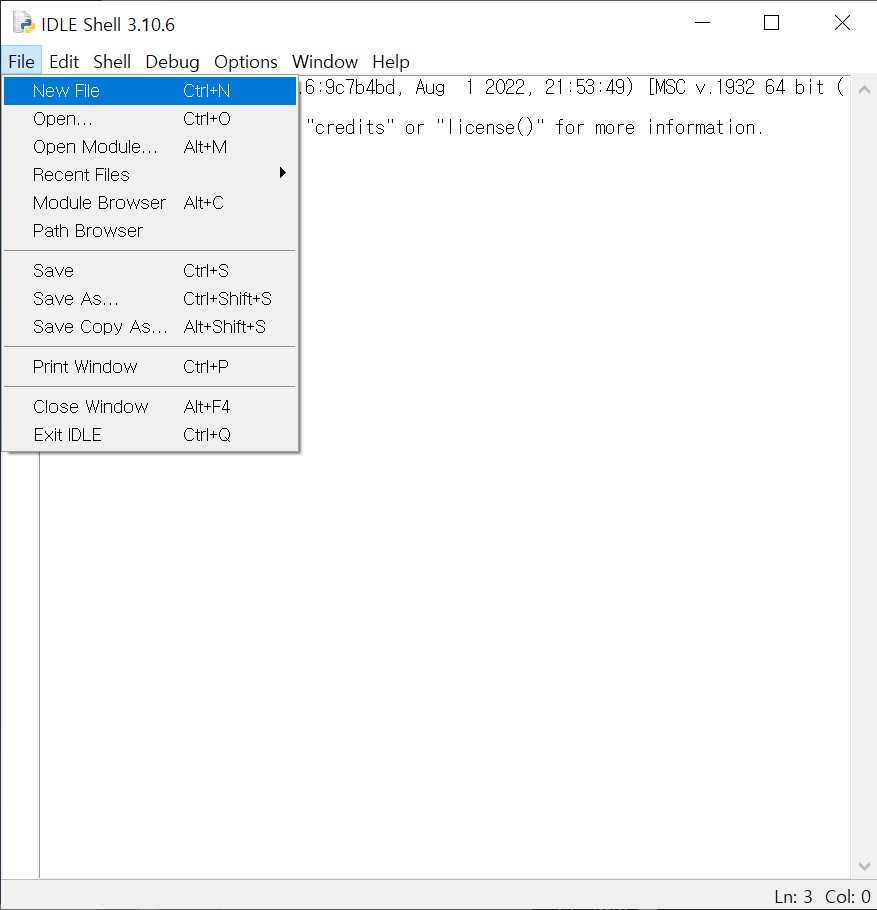 IDLE Shell 3.10.6
File Edit Shell Debug Options Window Help
.6:9c7b4bd, Aug  1 2022, 21:53:49) [MSC v.1932 64 bit (
"credits" or "license()" for more information.
New File Ctrl+N
Open... Ctrl+O
Open Module... Alt+M
Recent Files
Module Browser Alt+C
Path Browser
Save Ctrl+S
Save As... Ctrl+Shift+S
Save Copy As... Alt+Shift+S
Print Window Ctrl+P
Close Window Alt+F4
Exit IDLE Ctrl+Q
Ln: 3 Col: 0